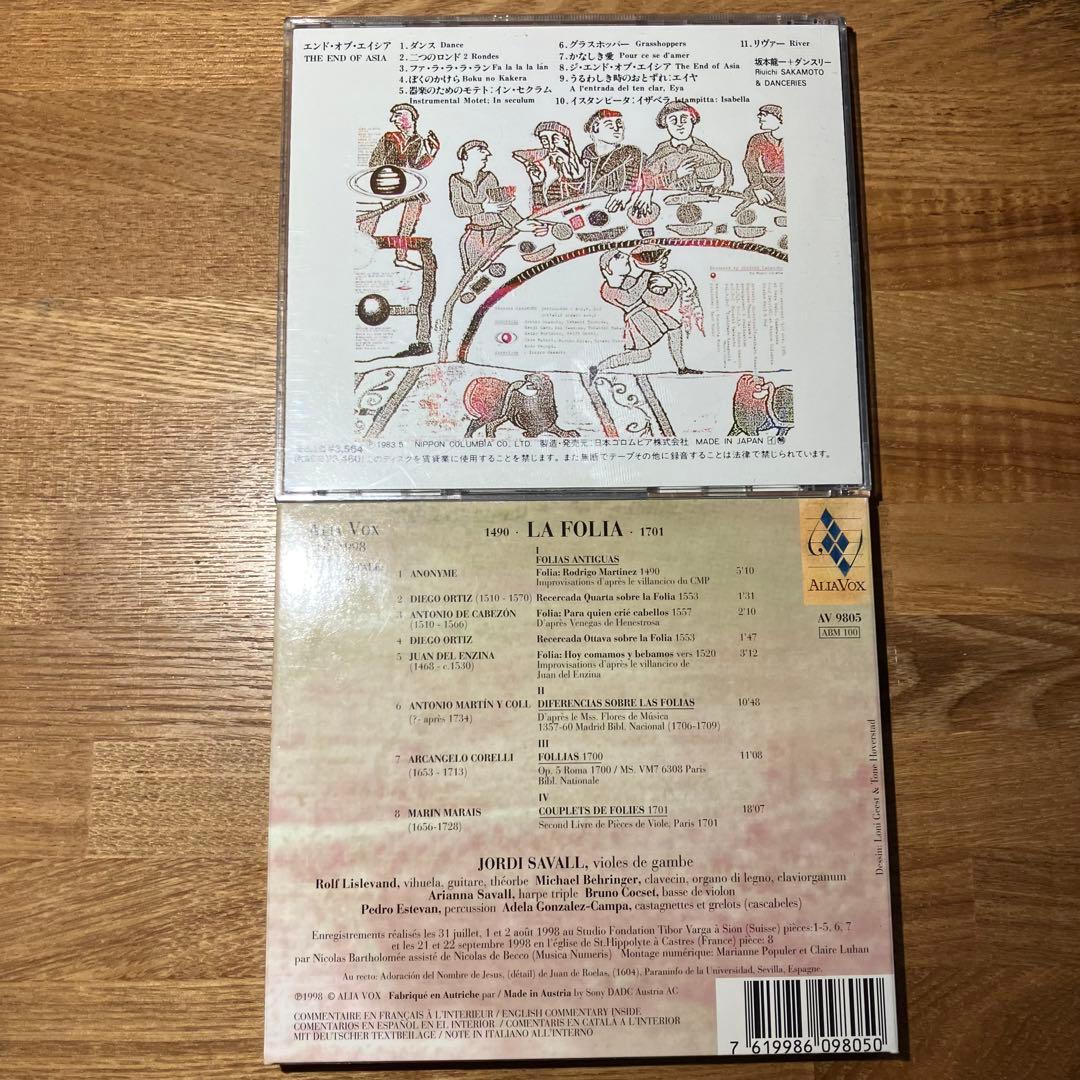 エンド・オブ・エイシア
THE END OF ASIA
1. ダンス Dance
2. 二つのロンド 2 Rondes
3. ファ・ラ・ラ・ラ・ラン Fa la la la lán
4. ぼくのかけら Boku no Kakera
5. 器楽のためのモテト：イン・セクラム
Instrumental Motet; In seculum
6. グラスホッパー Grasshoppers
7. かなしき愛 Pour ce se d'amer
8. ジ・エンド・オブ・エイシア The End of Asia
9. うるわしき時のおとずれ：エイヤ
A l'entrada del ten clar, Eya
10. イスタンピータ：イザベラ Istampitta: Isabella
11. リヴァー River
坂本龍一＋ダンスリー
Riuichi SAKAMOTO
& DANCERIES
1983.5 NIPPON COLUMBIA CO., LTD. 製造・発売元：日本コロムビア株式会社 MADE IN JAPAN
このディスクを賃貸業に使用することを禁じます。また無断でテープその他に録音することは法律で禁じられています。
ALIA VOX
1998
1490 · LA FOLIA · 1701
I
FOLIAS ANTIGUAS
1 ANONYME Folia: Rodrigo Martinez 1490 5'10
Improvisations d'après le villancico du CMP
2 DIEGO ORTIZ (1510 - 1570) Recercada Quarta sobre la Folia 1553 1'31
3 ANTONIO DE CABEZÓN Folia: Para quien crié cabellos 1557 2'10
(1510 - 1566) D'après Venegas de Henestrosa
4 DIEGO ORTIZ Recercada Ottava sobre la Folia 1553 1'47
5 JUAN DEL ENZINA Folia: Hoy comamos y bebamos vers 1520 3'12
(1468 - c.1530) Improvisations d'après le villancico de
Juan del Enzina
II
6 ANTONIO MARTÍN Y COLL DIFERENCIAS SOBRE LAS FOLIAS 10'48
(?- après 1734) D'après le Mss. Flores de Música
1357-60 Madrid Bibl. Nacional (1706-1709)
III
7 ARCANGELO CORELLI FOLLIAS 1700 11'08
(1653 - 1713) Op. 5 Roma 1700 / MS. VM7 6308 Paris
Bibl. Nationale
IV
8 MARIN MARAIS COUPLETS DE FOLIES 1701 18'07
(1656-1728) Second Livre de Pièces de Viole, Paris 1701
ALIAVOX
AV 9805
ABM 100
Dessin: Loni Geest & Tone Hoverstad
JORDI SAVALL, violes de gambe
Rolf Lislevand, vihuela, guitare, théorbe Michael Behringer, clavecin, organo di legno, claviorganum
Arianna Savall, harpe triple Bruno Cocset, basse de violon
Pedro Estevan, percussion Adela Gonzalez-Campa, castagnettes et grelots (cascabeles)
Enregistrements réalisés les 31 juillet, 1 et 2 août 1998 au Studio Fondation Tibor Varga à Sion (Suisse) pièces:1-5, 6, 7
et les 21 et 22 septembre 1998 en l'église de St.Hippolyte à Castres (France) pièce: 8
par Nicolas Bartholomée assisté de Nicolas de Becco (Musica Numeris) Montage numérique: Marianne Populer et Claire Luhan
Au recto: Adoración del Nombre de Jesus, (détail) de Juan de Roelas, (1604), Paraninfo de la Universidad, Sevilla, Espagne.
℗1998 © ALIA VOX Fabriqué en Autriche par / Made in Austria by Sony DADC Austria AG
COMMENTAIRE EN FRANÇAIS À L'INTERIEUR / ENGLISH COMMENTARY INSIDE
COMENTARIOS EN ESPAÑOL EN EL INTERIOR / COMENTARIS EN CATALÀ A L'INTERIOR
MIT DEUTSCHER TEXTBEILAGE / NOTE IN ITALIANO ALL'INTERNO
7 619986 098050